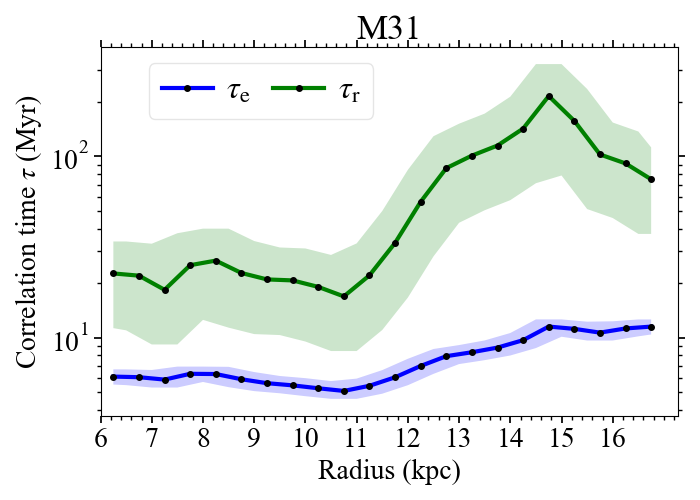 M31
τe τr
Correlation time τ (Myr)
10²
10¹
6 7 8 9 10 11 12 13 14 15 16
Radius (kpc)